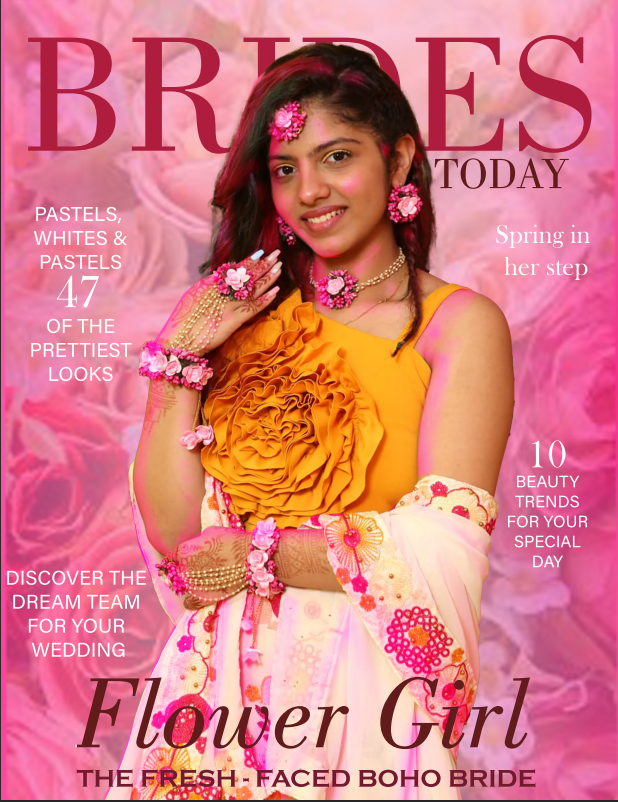 BRIDES
TODAY
PASTELS,
WHITES &
PASTELS
47
OF THE
PRETTIEST
LOOKS
Spring in
her step
10
BEAUTY
TRENDS
FOR YOUR
SPECIAL
DAY
DISCOVER THE
DREAM TEAM
FOR YOUR
WEDDING
Flower Girl
THE FRESH - FACED BOHO BRIDE